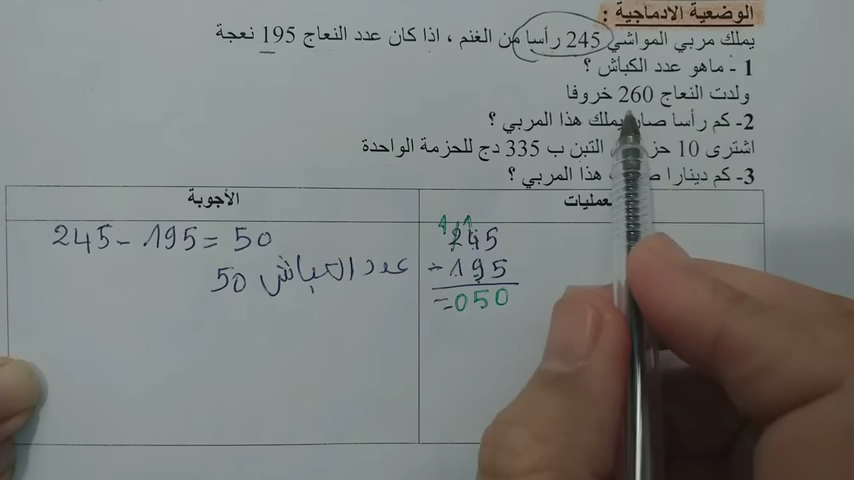 الوضعية الادماجية :
يملك مربي المواشي 245 رأسا من الغنم ، اذا كان عدد النعاج 195 نعجة
1 - ماهو عدد الكباش ؟
ولدت النعاج 260 خروفا
2- كم رأسا صار يملك هذا المربي ؟
اشترى 10 التبن ب 335 دج للحزمة الواحدة
3- كم دينارا هذا المربي ؟
الأجوبة
245 - 195 = 50
عدد الكباش 50
245
- 195
= 050